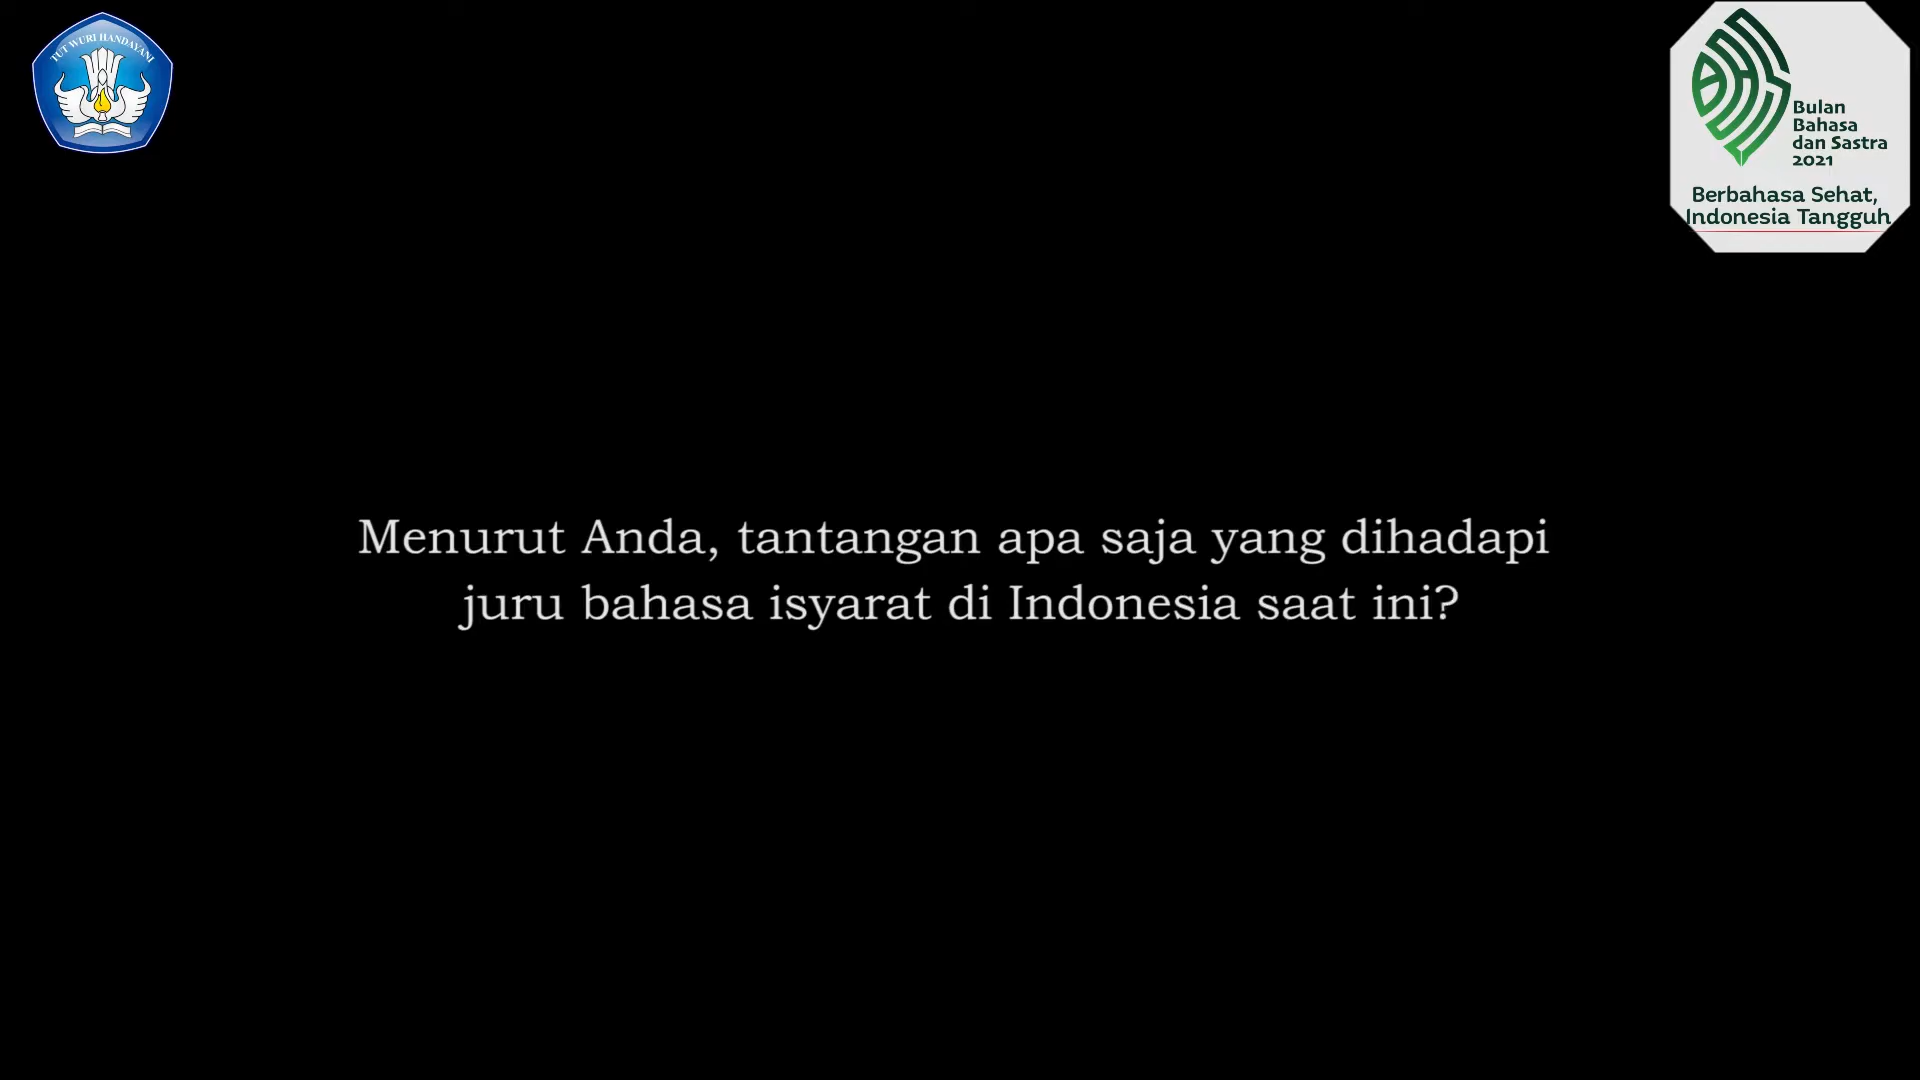 TUT WURI HANDAYANI
Bulan
Bahasa
dan Sastra
2021
Berbahasa Sehat,
Indonesia Tangguh
Menurut Anda, tantangan apa saja yang dihadapi
juru bahasa isyarat di Indonesia saat ini?